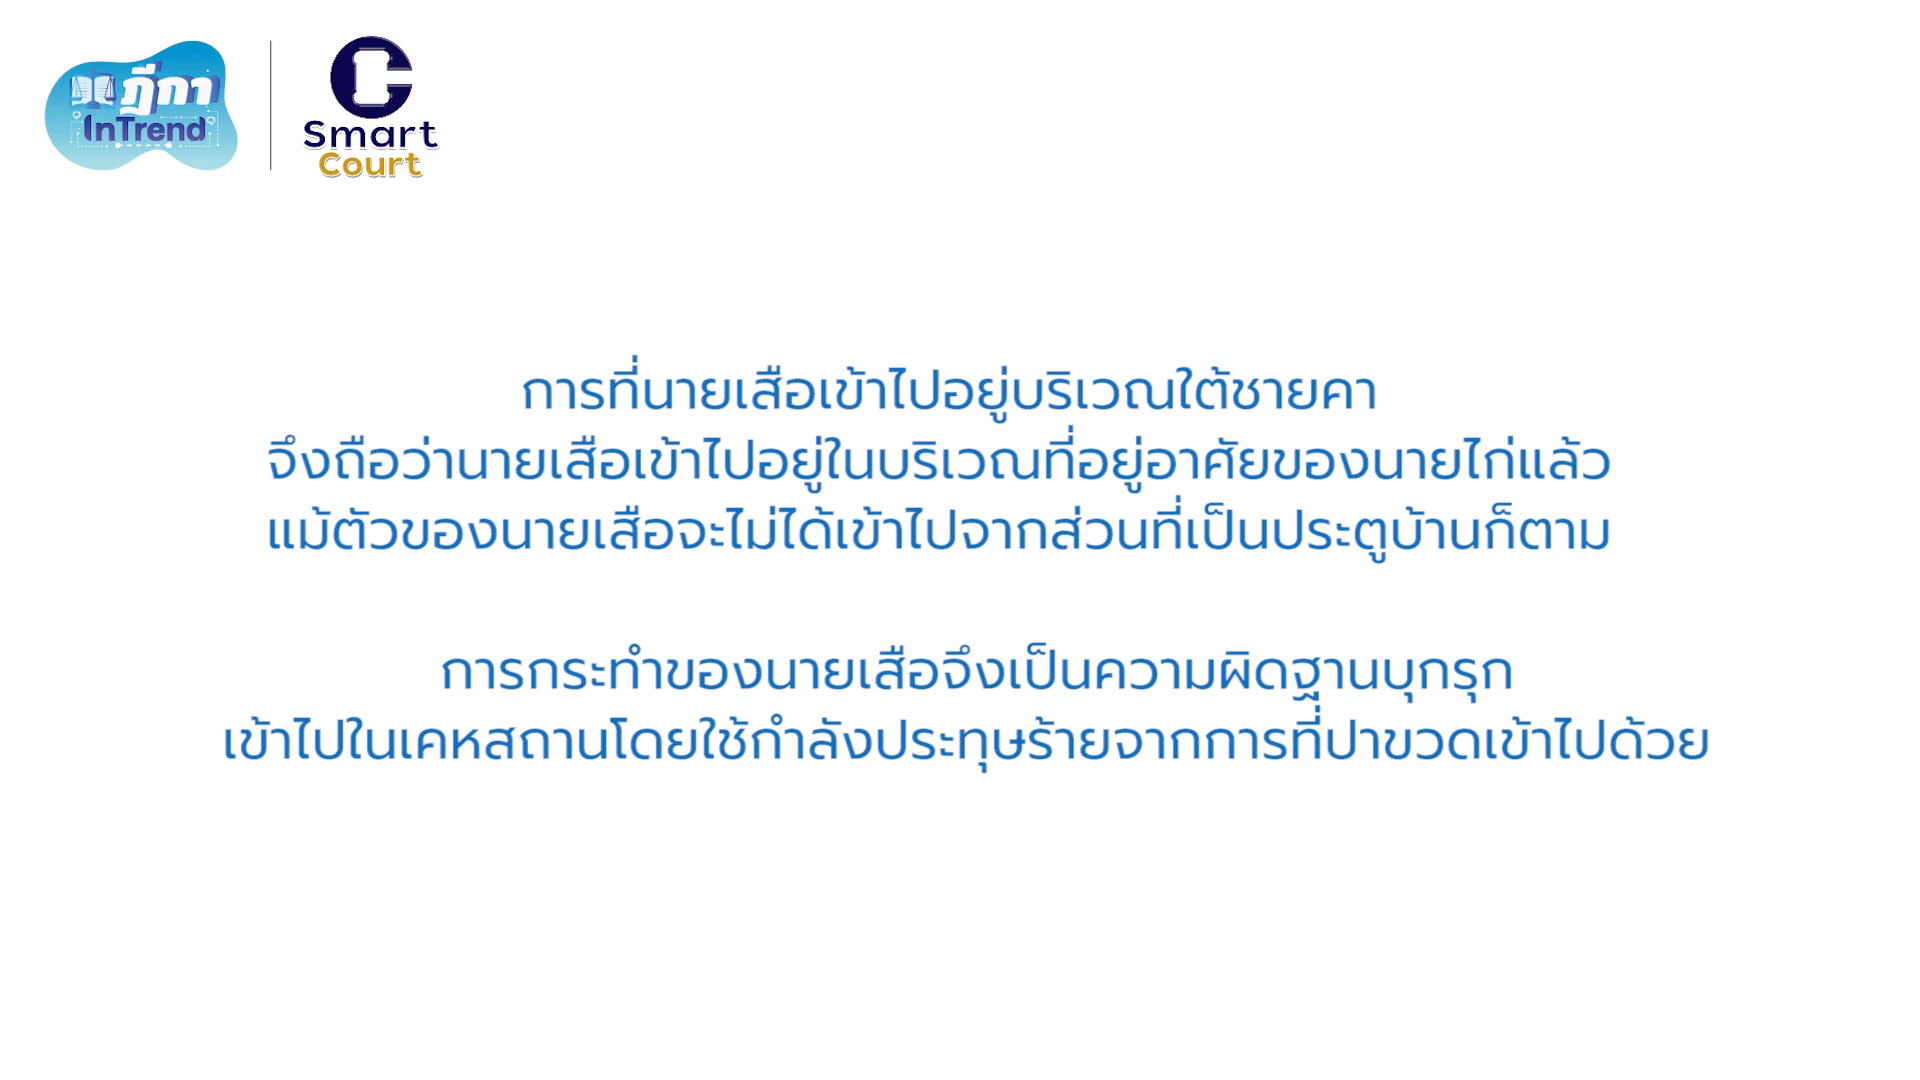 ฎีกา
InTrend
Smart
Court
การที่นายเสือเข้าไปอยู่บริเวณใต้ชายคา
จึงถือว่านายเสือเข้าไปอยู่ในบริเวณที่อยู่อาศัยของนายไก่แล้ว
แม้ตัวของนายเสือจะไม่ได้เข้าไปจากส่วนที่เป็นประตูบ้านก็ตาม
การกระทำของนายเสือจึงเป็นความผิดฐานบุกรุก
เข้าไปในเคหสถานโดยใช้กำลังประทุษร้ายจากการที่ปาขวดเข้าไปด้วย